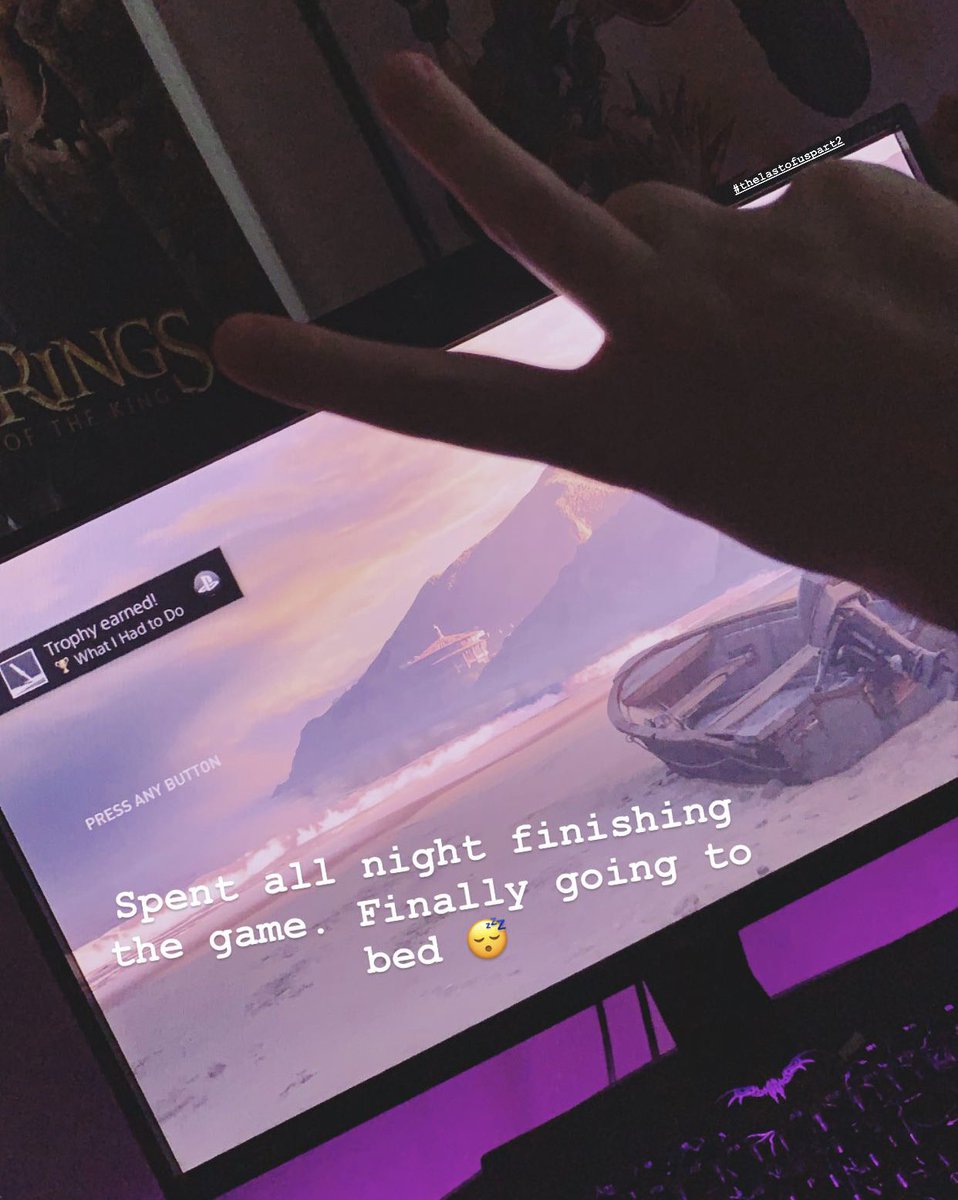 #thelastofuspart2
RINGS
OF THE KING
Trophy earned!
🏆 What I Had to Do
PRESS ANY BUTTON
Spent all night finishing
the game. Finally going to
bed 😴